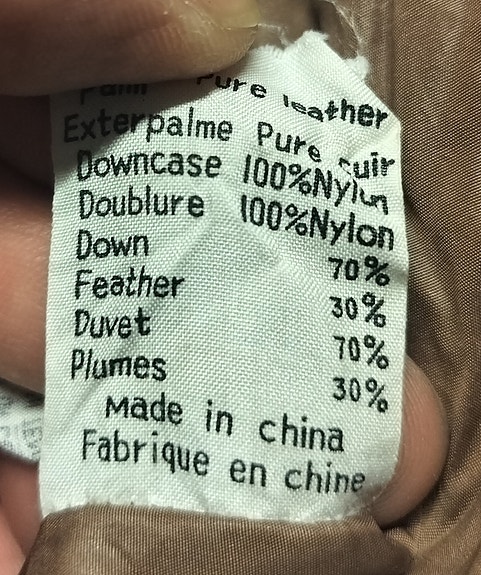 Palm Pure leather
Exterpalme Pure cuir
Downcase 100%Nylon
Doublure 100%Nylon
Down 70%
Feather 30%
Duvet 70%
Plumes 30%
Made in china
Fabrique en chine